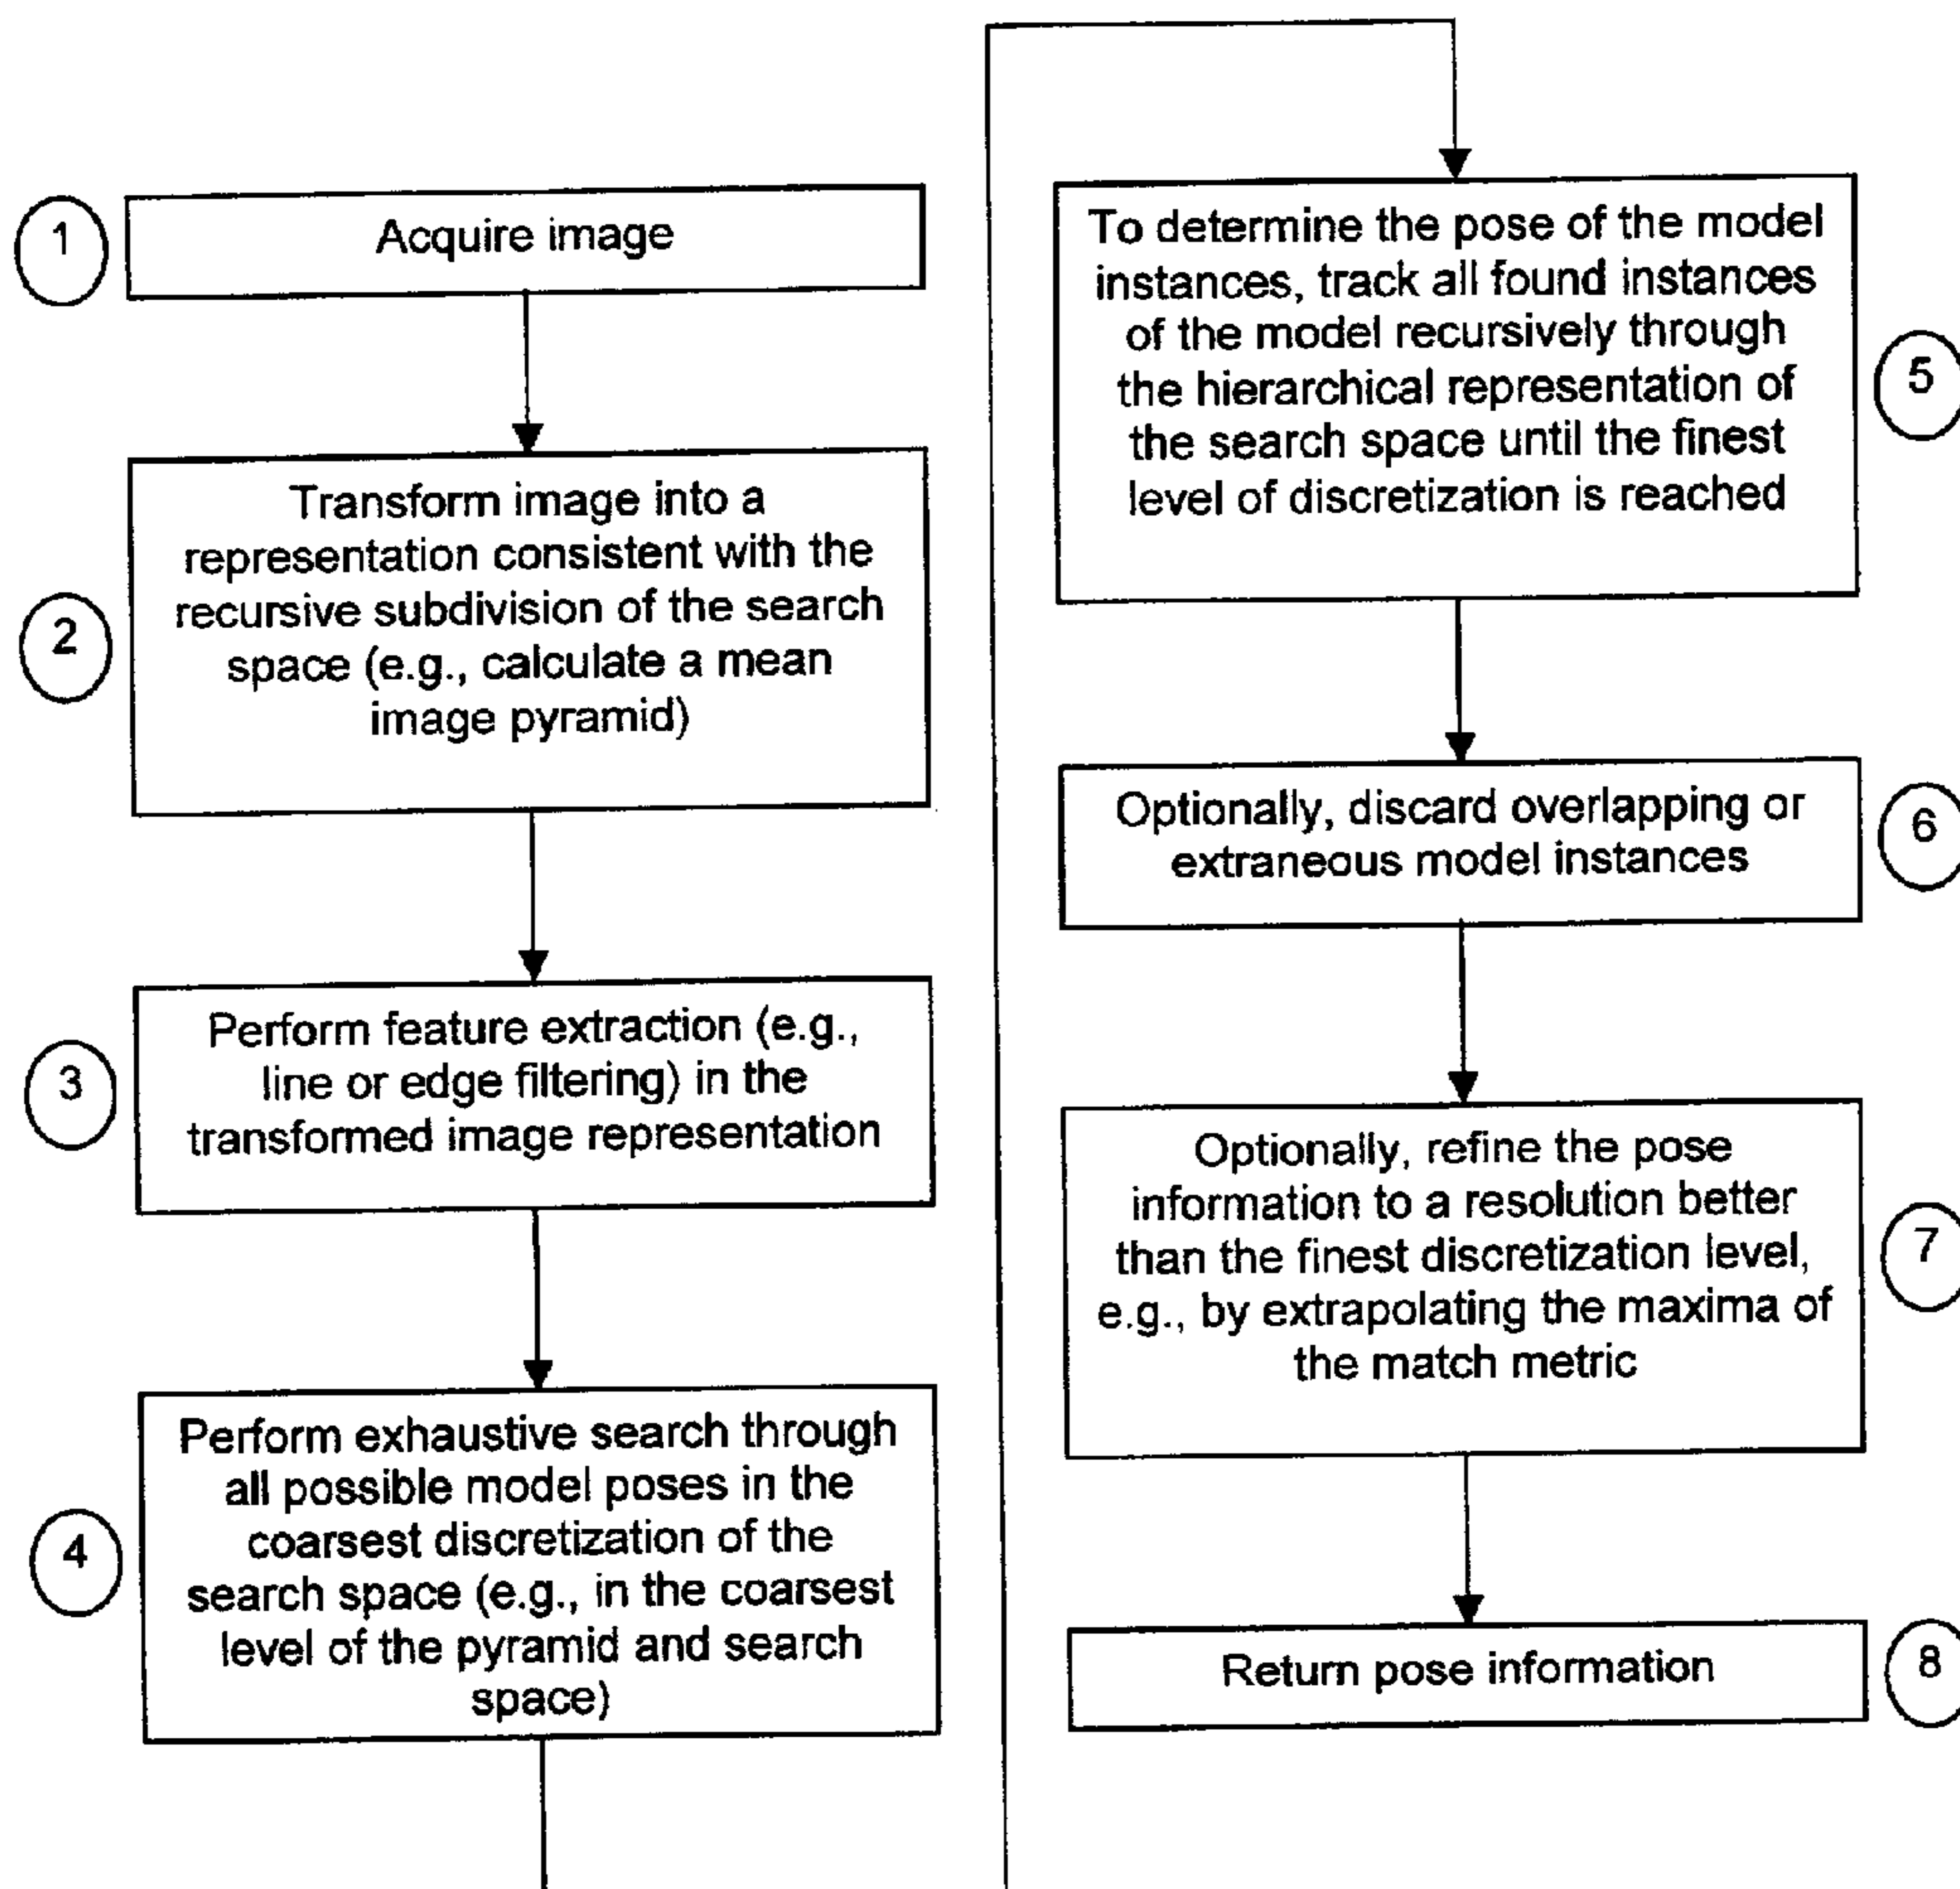 1
Acquire image
2
Transform image into a
representation consistent with the
recursive subdivision of the search
space (e.g., calculate a mean
image pyramid)
3
Perform feature extraction (e.g.,
line or edge filtering) in the
transformed image representation
4
Perform exhaustive search through
all possible model poses in the
coarsest discretization of the
search space (e.g., in the coarsest
level of the pyramid and search
space)
To determine the pose of the model
instances, track all found instances
of the model recursively through
the hierarchical representation of
the search space until the finest
level of discretization is reached
5
Optionally, discard overlapping or
extraneous model instances
6
Optionally, refine the pose
information to a resolution better
than the finest discretization level,
e.g., by extrapolating the maxima of
the match metric
7
Return pose information
8